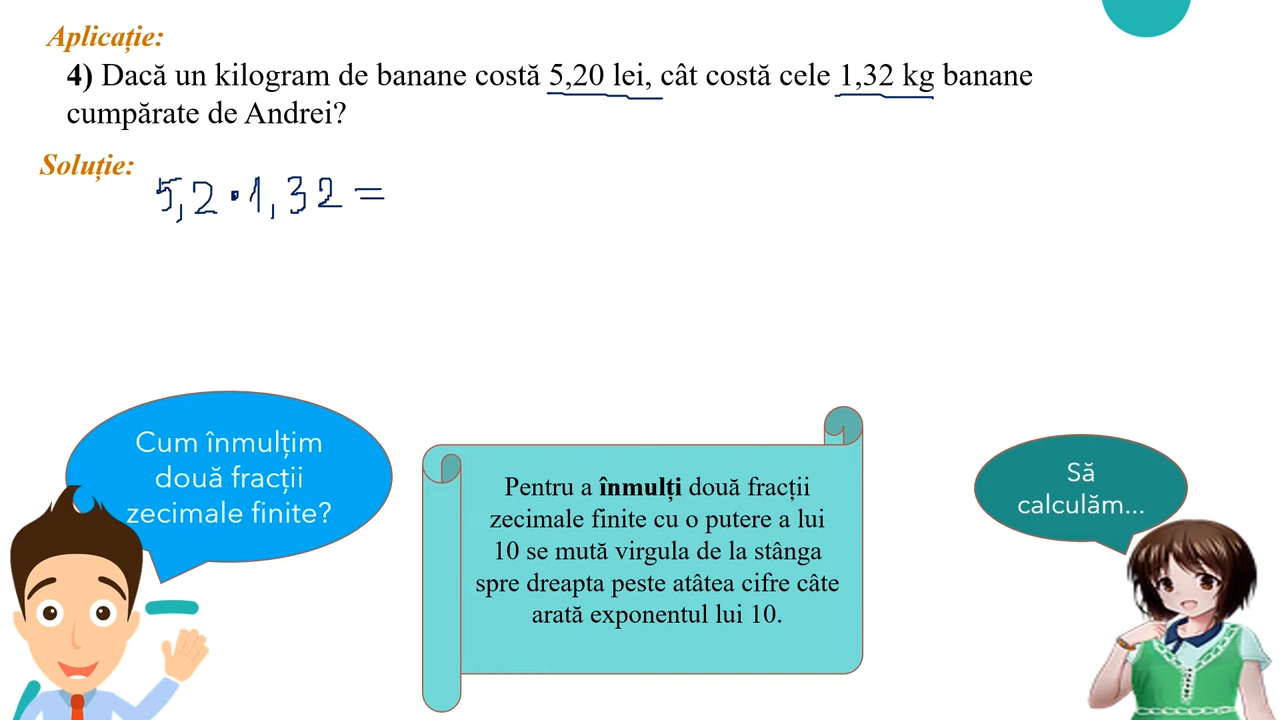 Aplicație:
4) Dacă un kilogram de banane costă 5,20 lei, cât costă cele 1,32 kg banane
cumpărate de Andrei?
Soluție:
5,2 · 1,32 =
Cum înmulțim
două fracții
zecimale finite?
Pentru a înmulți două fracții
zecimale finite cu o putere a lui
10 se mută virgula de la stânga
spre dreapta peste atâtea cifre câte
arată exponentul lui 10.
Să
calculăm...